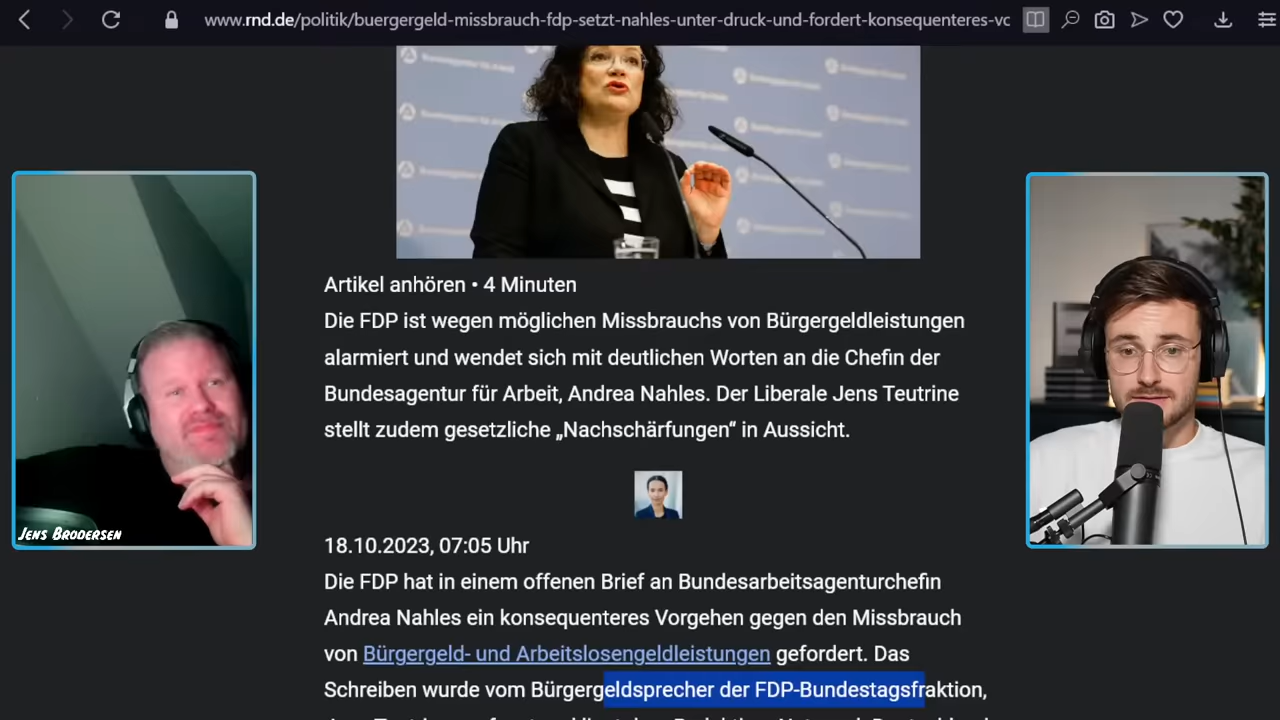 www.rnd.de/politik/buergergeld-missbrauch-fdp-setzt-nahles-unter-druck-und-fordert-konsequenteres-vo
Artikel anhören • 4 Minuten
Die FDP ist wegen möglichen Missbrauchs von Bürgergeldleistungen
alarmiert und wendet sich mit deutlichen Worten an die Chefin der
Bundesagentur für Arbeit, Andrea Nahles. Der Liberale Jens Teutrine
stellt zudem gesetzliche „Nachschärfungen“ in Aussicht.
Jens Brodersen
18.10.2023, 07:05 Uhr
Die FDP hat in einem offenen Brief an Bundesarbeitsagenturchefin
Andrea Nahles ein konsequenteres Vorgehen gegen den Missbrauch
von Bürgergeld- und Arbeitslosengeldleistungen gefordert. Das
Schreiben wurde vom Bürgergeldsprecher der FDP-Bundestagsfraktion,